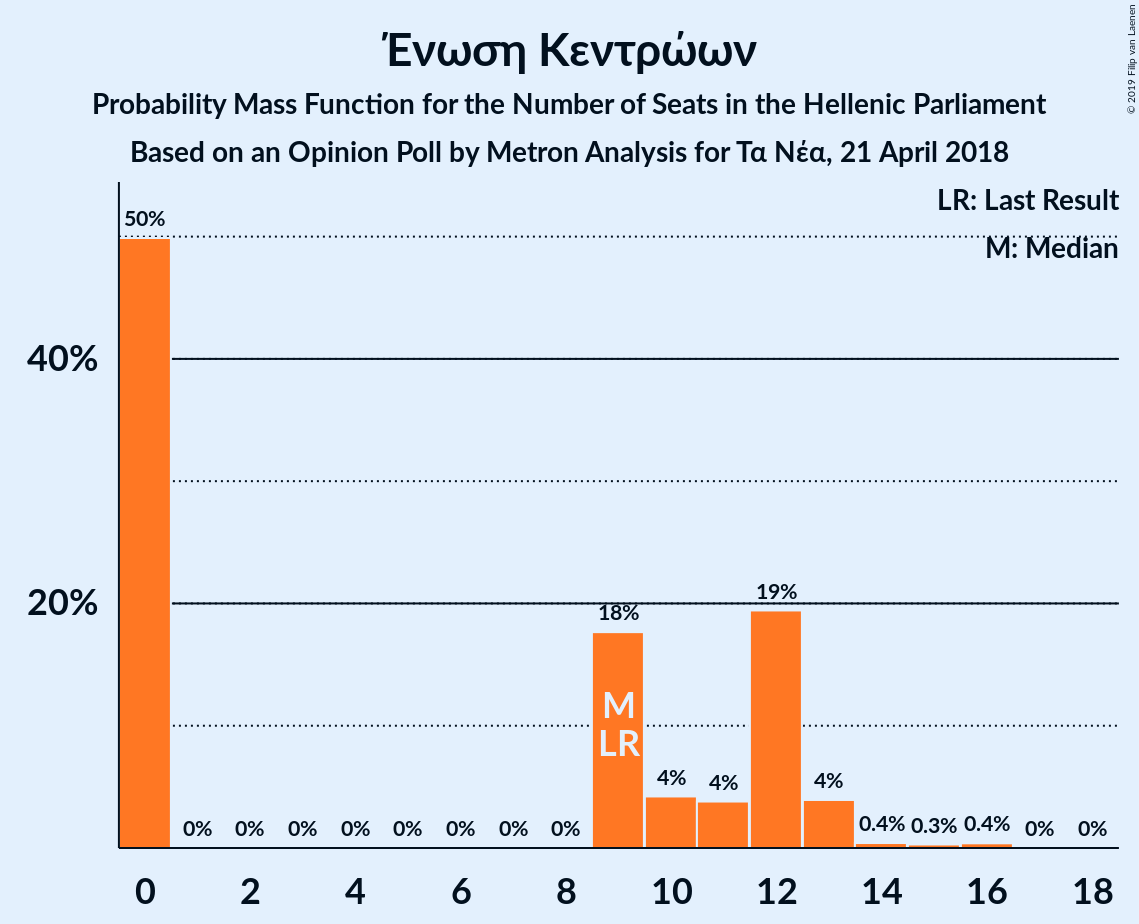 Ένωση Κεντρώων
Probability Mass Function for the Number of Seats in the Hellenic Parliament
Based on an Opinion Poll by Metron Analysis for Τα Νέα, 21 April 2018
© 2019 Filip van Laenen
LR: Last Result
M: Median
50%
40%
20%
0% 0% 0% 0% 0% 0% 0% 0% 18% 4% 4% 19% 4% 0.4% 0.3% 0.4% 0% 0%
M
LR
0 2 4 6 8 10 12 14 16 18